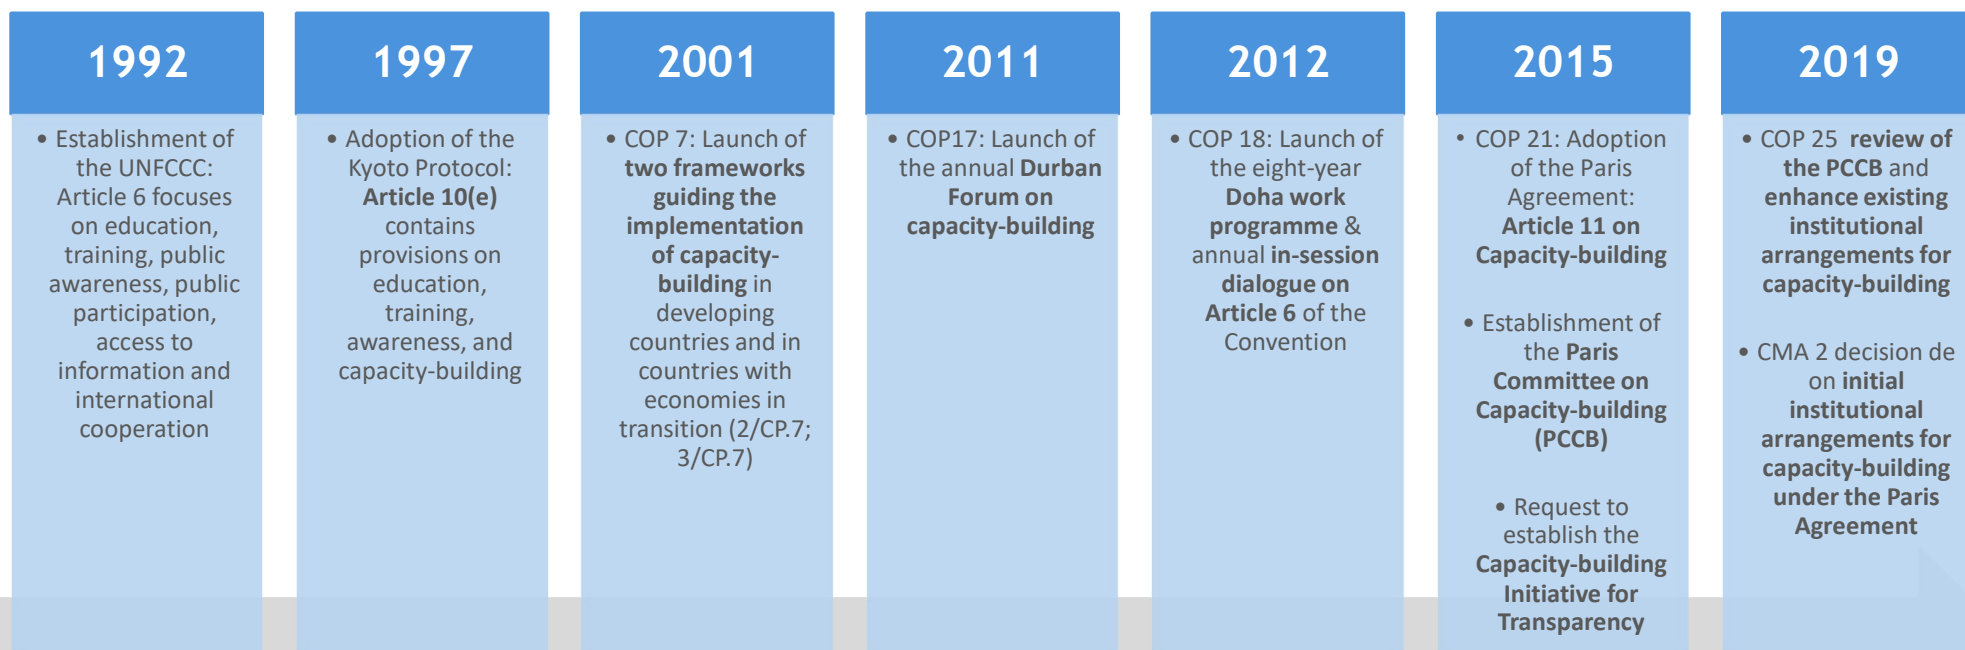 1992
• Establishment of
the UNFCCC:
Article 6 focuses
on education,
training, public
awareness, public
participation,
access to
information and
international
cooperation
1997
• Adoption of the
Kyoto Protocol:
Article 10(e)
contains
provisions on
education,
training,
awareness, and
capacity-building
2001
• COP 7: Launch of
two frameworks
guiding the
implementation
of capacity-
building in
developing
countries and in
countries with
economies in
transition (2/CP.7;
3/CP.7)
2011
• COP17: Launch of
the annual Durban
Forum on
capacity-building
2012
• COP 18: Launch of
the eight-year
Doha work
programme &
annual in-session
dialogue on
Article 6 of the
Convention
2015
• COP 21: Adoption
of the Paris
Agreement:
Article 11 on
Capacity-building
• Establishment of
the Paris
Committee on
Capacity-building
(PCCB)
• Request to
establish the
Capacity-building
Initiative for
Transparency
2019
• COP 25 review of
the PCCB and
enhance existing
institutional
arrangements for
capacity-building
• CMA 2 decision de
on initial
institutional
arrangements for
capacity-building
under the Paris
Agreement